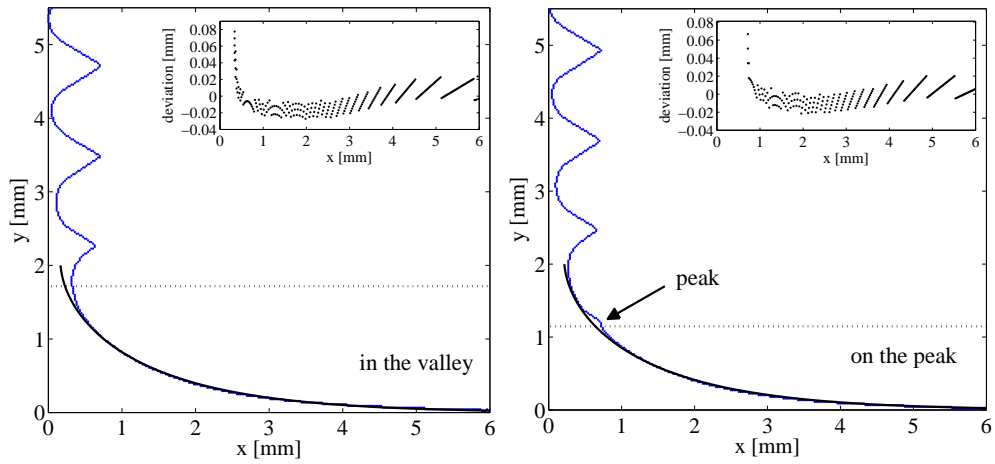 5
4
3
2
1
0
y [mm]
0 1 2 3 4 5 6
x [mm]
in the valley
0.08
0.06
0.04
0.02
0
−0.02
−0.04
deviation [mm]
0 1 2 3 4 5 6
x [mm]
5
4
3
2
1
0
y [mm]
0 1 2 3 4 5 6
x [mm]
peak
on the peak
0.08
0.06
0.04
0.02
0
−0.02
−0.04
deviation [mm]
0 1 2 3 4 5 6
x [mm]